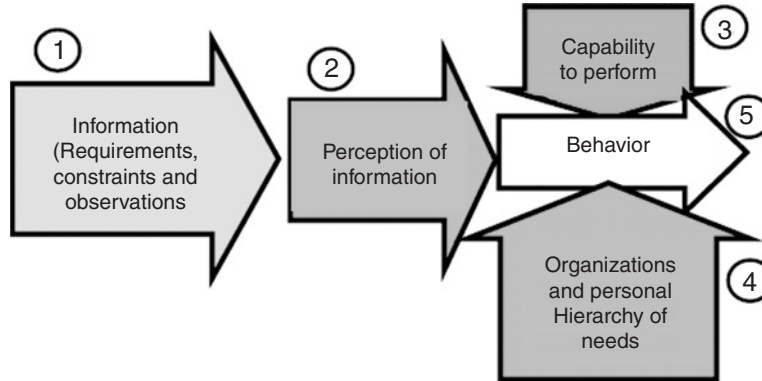 1
Information
(Requirements,
constraints and
observations
2
Perception of
information
3
Capability
to perform
5
Behavior
4
Organizations
and personal
Hierarchy of
needs